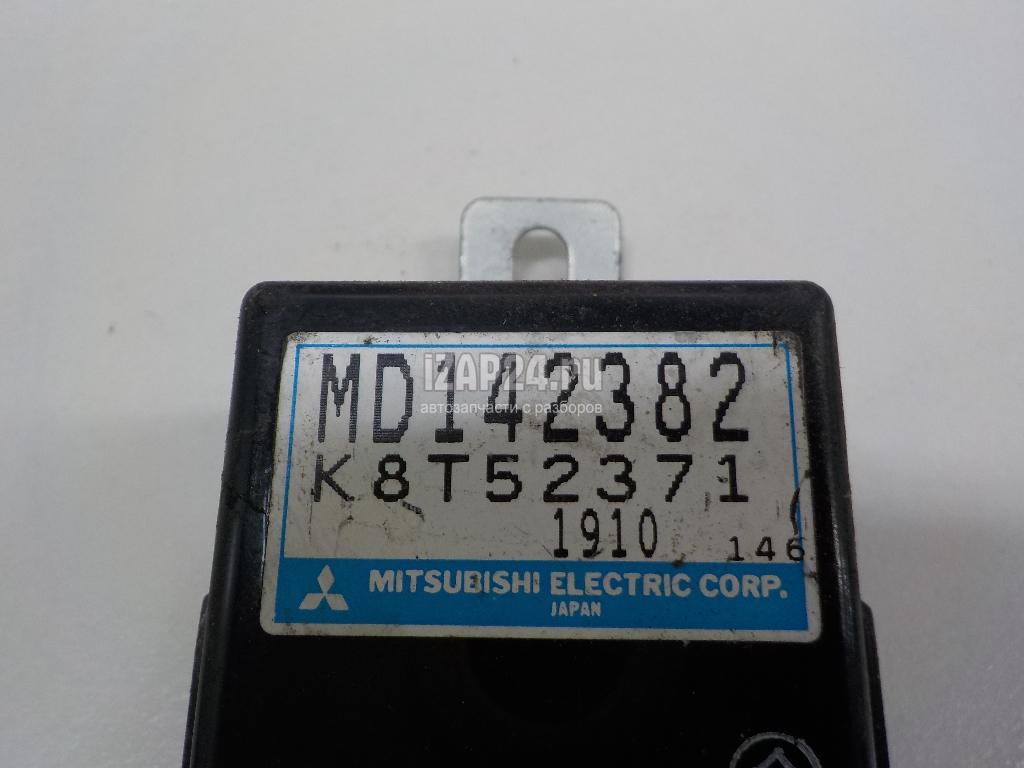 MD142382
iZAP24.ru
автозапчасти с разборов
K8T52371
1910 146
MITSUBISHI ELECTRIC CORP.
JAPAN